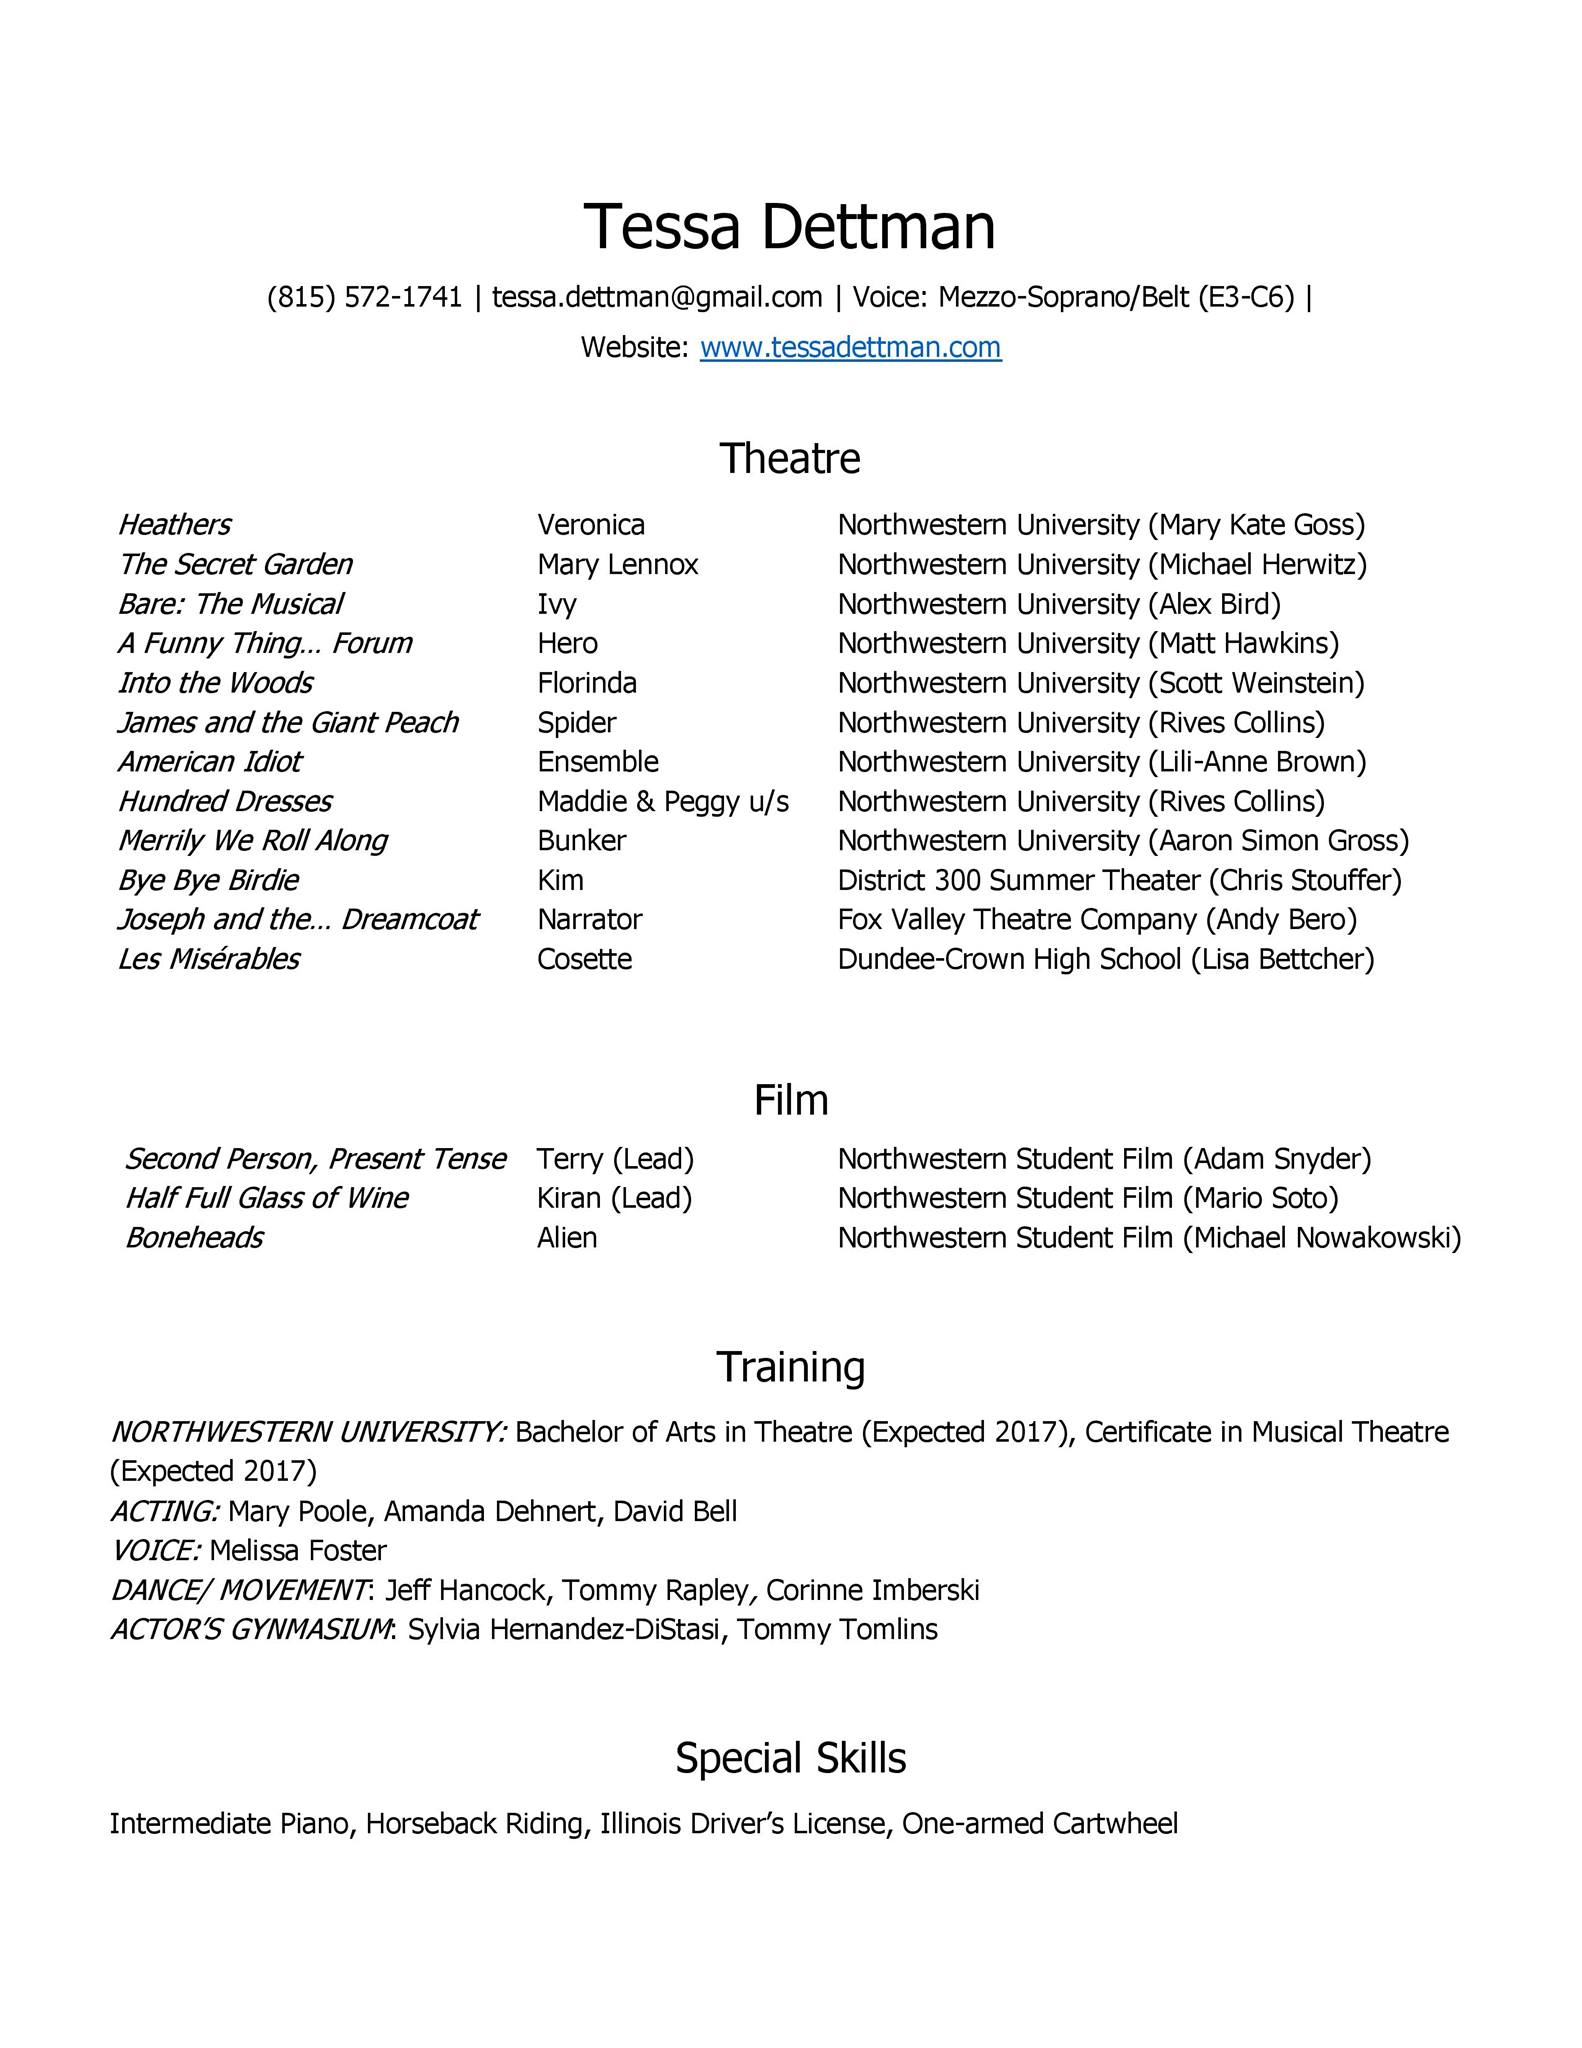 Tessa Dettman
(815) 572-1741 | tessa.dettman@gmail.com | Voice: Mezzo-Soprano/Belt (E3-C6) |
Website: www.tessadettman.com
Theatre
Heathers Veronica Northwestern University (Mary Kate Goss)
The Secret Garden Mary Lennox Northwestern University (Michael Herwitz)
Bare: The Musical Ivy Northwestern University (Alex Bird)
A Funny Thing… Forum Hero Northwestern University (Matt Hawkins)
Into the Woods Florinda Northwestern University (Scott Weinstein)
James and the Giant Peach Spider Northwestern University (Rives Collins)
American Idiot Ensemble Northwestern University (Lili-Anne Brown)
Hundred Dresses Maddie & Peggy u/s Northwestern University (Rives Collins)
Merrily We Roll Along Bunker Northwestern University (Aaron Simon Gross)
Bye Bye Birdie Kim District 300 Summer Theater (Chris Stouffer)
Joseph and the… Dreamcoat Narrator Fox Valley Theatre Company (Andy Bero)
Les Misérables Cosette Dundee-Crown High School (Lisa Bettcher)
Film
Second Person, Present Tense Terry (Lead) Northwestern Student Film (Adam Snyder)
Half Full Glass of Wine Kiran (Lead) Northwestern Student Film (Mario Soto)
Boneheads Alien Northwestern Student Film (Michael Nowakowski)
Training
NORTHWESTERN UNIVERSITY: Bachelor of Arts in Theatre (Expected 2017), Certificate in Musical Theatre
(Expected 2017)
ACTING: Mary Poole, Amanda Dehnert, David Bell
VOICE: Melissa Foster
DANCE/ MOVEMENT: Jeff Hancock, Tommy Rapley, Corinne Imberski
ACTOR’S GYNMASIUM: Sylvia Hernandez-DiStasi, Tommy Tomlins
Special Skills
Intermediate Piano, Horseback Riding, Illinois Driver’s License, One-armed Cartwheel